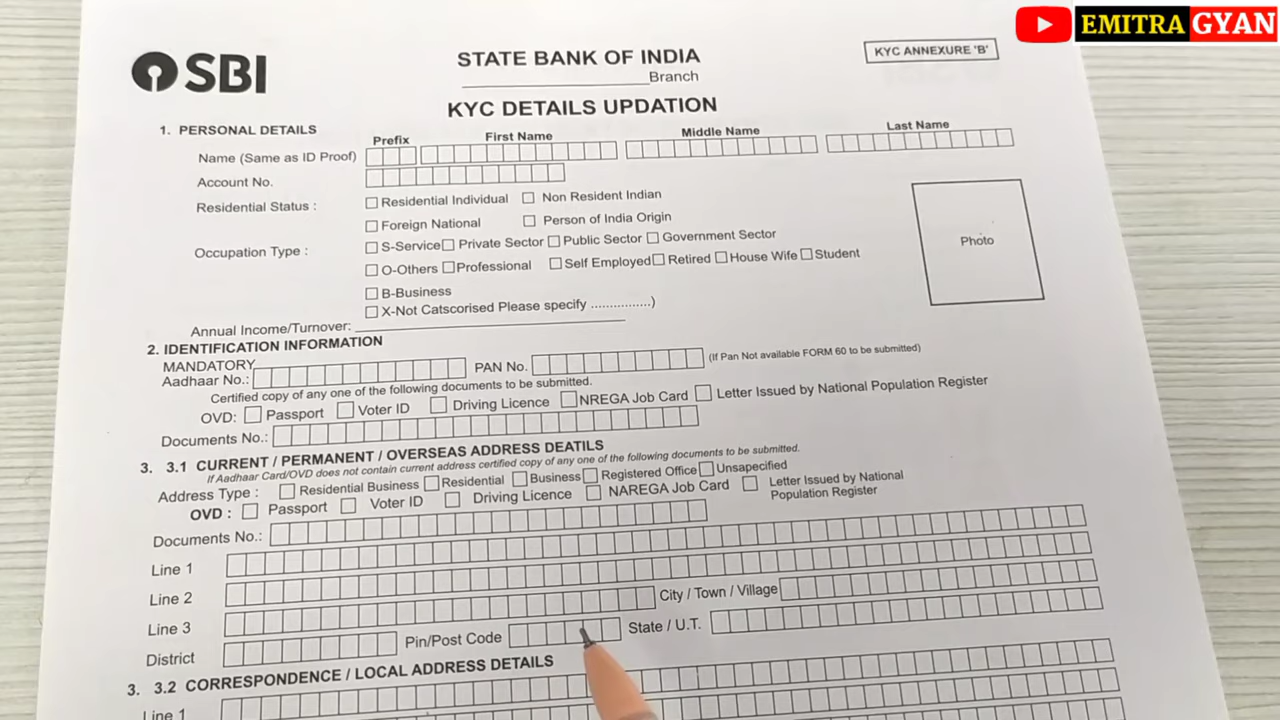 EMITRA GYAN
SBI
STATE BANK OF INDIA
KYC ANNEXURE 'B'
Branch
KYC DETAILS UPDATION
1. PERSONAL DETAILS
Prefix First Name Middle Name Last Name
Name (Same as ID Proof)
Account No.
Residential Status : Residential Individual Non Resident Indian
Foreign National Person of India Origin
Photo
Occupation Type : S-Service Private Sector Public Sector Government Sector
O-Others Professional Self Employed Retired House Wife Student
B-Business
X-Not Catscorised Please specify ................)
Annual Income/Turnover:
2. IDENTIFICATION INFORMATION
MANDATORY
Aadhaar No.: PAN No. (If Pan Not available FORM 60 to be submitted)
Certified copy of any one of the following documents to be submitted.
OVD: Passport Voter ID Driving Licence NREGA Job Card Letter Issued by National Population Register
Documents No.:
3. 3.1 CURRENT / PERMANENT / OVERSEAS ADDRESS DEATILS
If Aadhaar Card/OVD does not contain current address certified copy of any one of the following documents to be submitted.
Address Type : Residential Business Residential Business Registered Office Unsapecified
OVD : Passport Voter ID Driving Licence NAREGA Job Card Letter Issued by National
Population Register
Documents No.:
Line 1
Line 2
Line 3 City / Town / Village
District Pin/Post Code State / U.T.
3. 3.2 CORRESPONDENCE / LOCAL ADDRESS DETAILS
Line 1